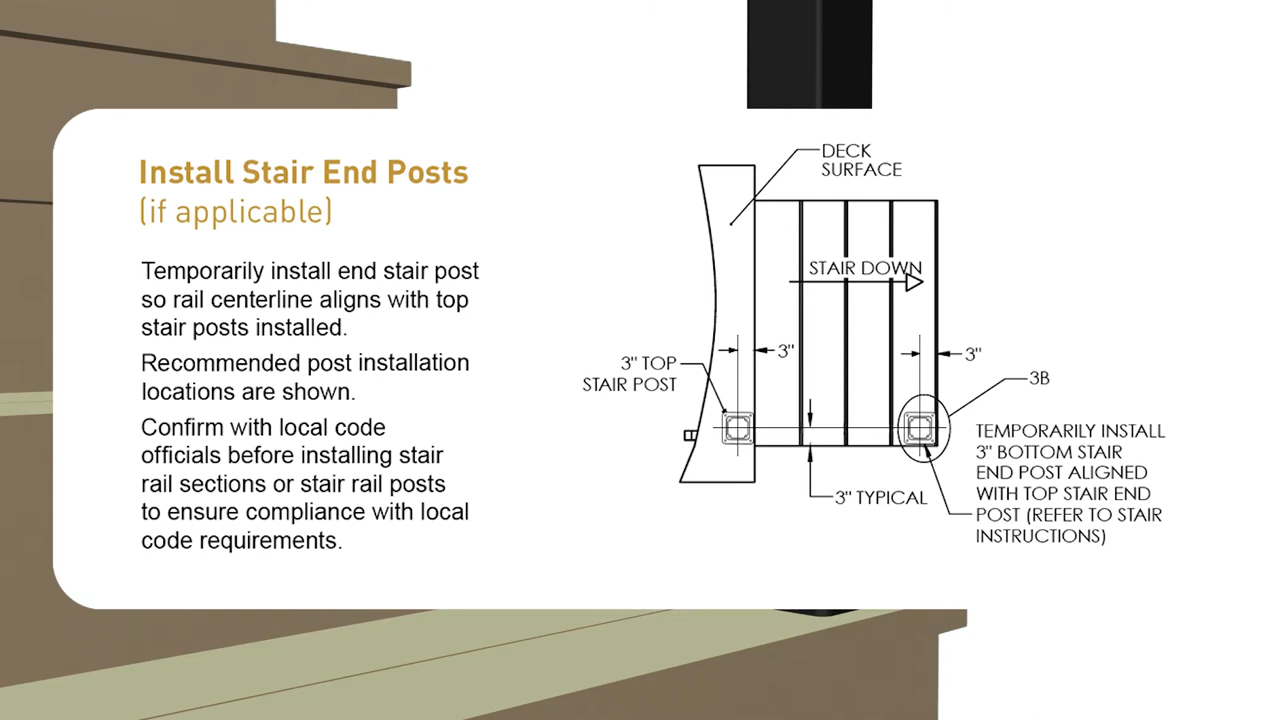 Install Stair End Posts
(if applicable)
Temporarily install end stair post
so rail centerline aligns with top
stair posts installed.
Recommended post installation
locations are shown.
Confirm with local code
officials before installing stair
rail sections or stair rail posts
to ensure compliance with local
code requirements.
DECK
SURFACE
STAIR DOWN
3"
3"
3" TOP
STAIR POST
3B
3" TYPICAL
TEMPORARILY INSTALL
3" BOTTOM STAIR
END POST ALIGNED
WITH TOP STAIR END
POST (REFER TO STAIR
INSTRUCTIONS)